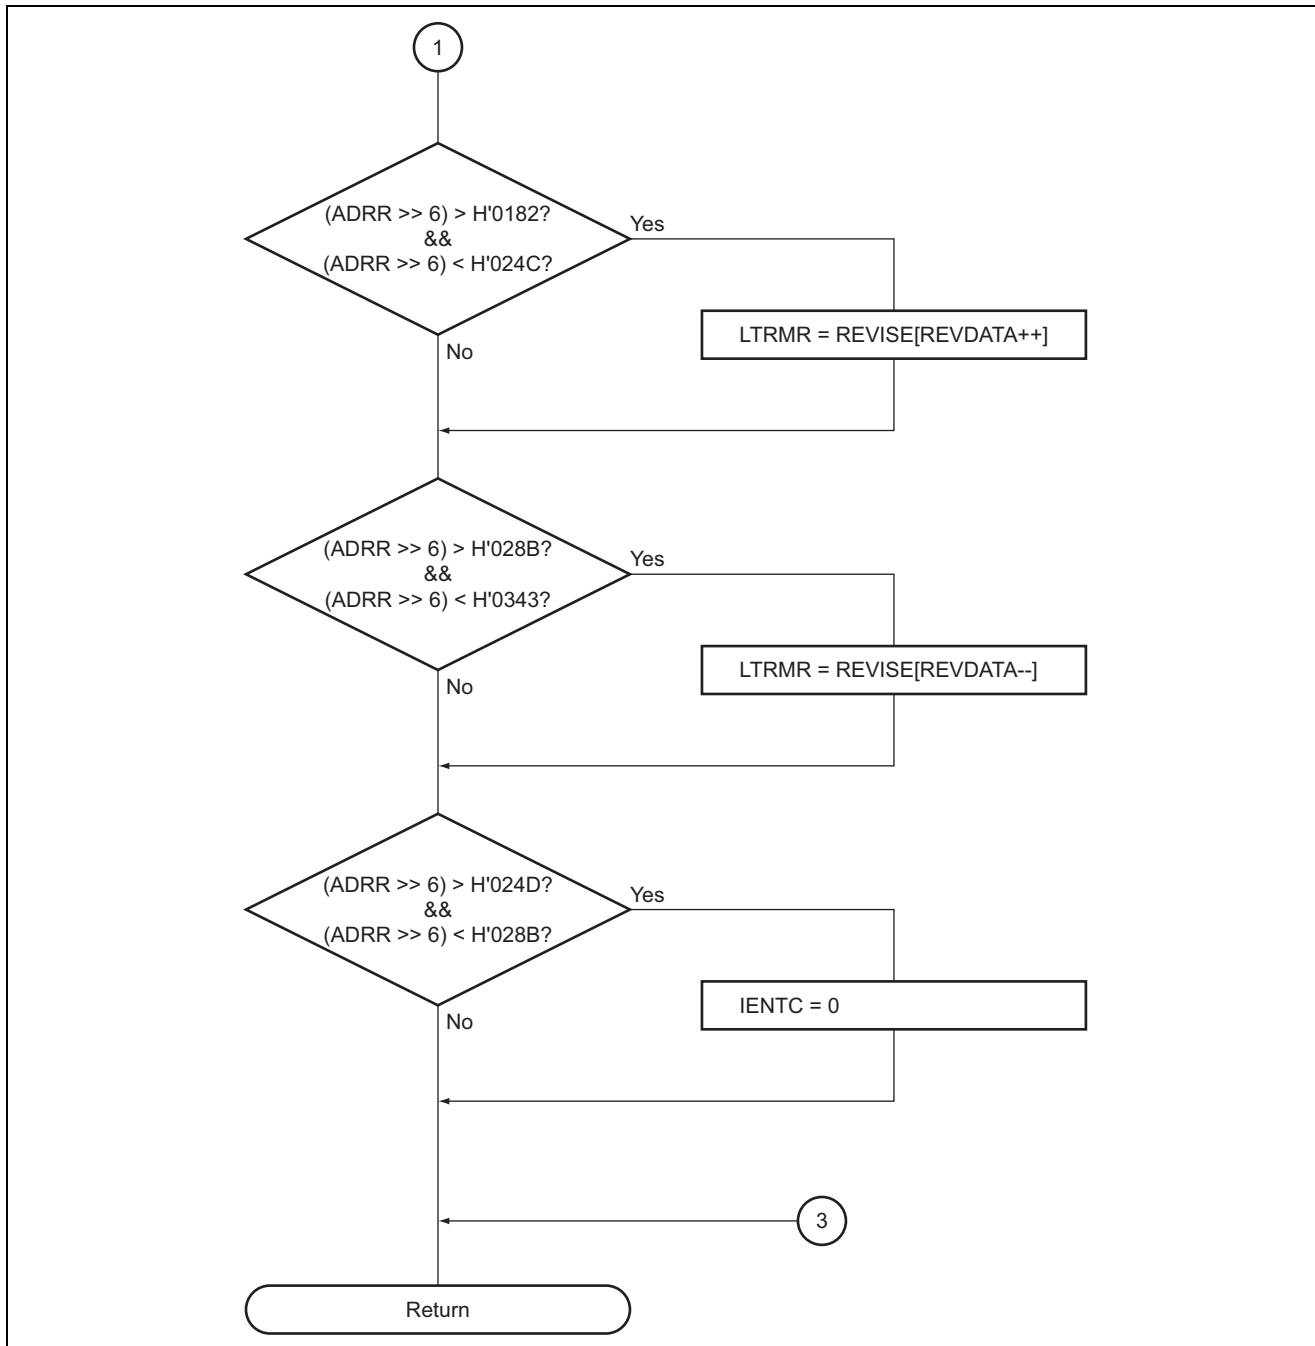 1
(ADRR >> 6) > H'0182?
&&
(ADRR >> 6) < H'024C?
Yes
LTRMR = REVISE[REVDATA++]
No
(ADRR >> 6) > H'028B?
&&
(ADRR >> 6) < H'0343?
Yes
LTRMR = REVISE[REVDATA--]
No
(ADRR >> 6) > H'024D?
&&
(ADRR >> 6) < H'028B?
Yes
IENTC = 0
No
3
Return